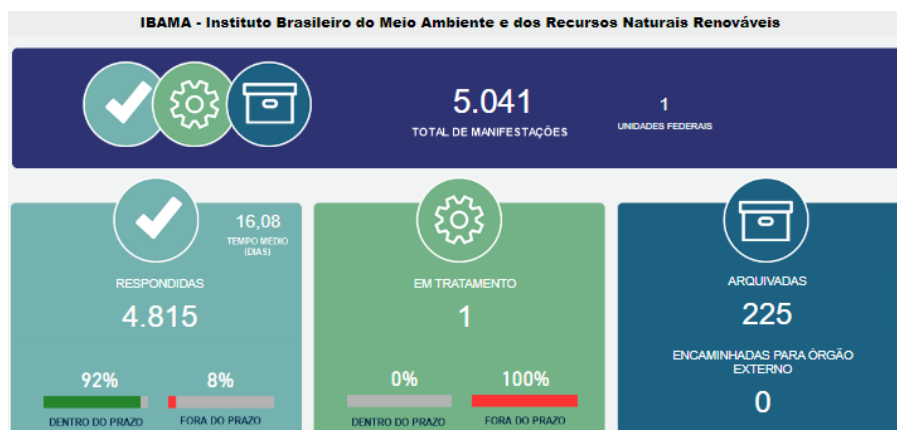 IBAMA - Instituto Brasileiro do Meio Ambiente e dos Recursos Naturais Renováveis
5.041
TOTAL DE MANIFESTAÇÕES
1
UNIDADES FEDERAIS
16,08
TEMPO MÉDIO
(DIAS)
RESPONDIDAS
4.815
92%
8%
DENTRO DO PRAZO
FORA DO PRAZO
EM TRATAMENTO
1
0%
100%
DENTRO DO PRAZO
FORA DO PRAZO
ARQUIVADAS
225
ENCAMINHADAS PARA ÓRGÃO
EXTERNO
0